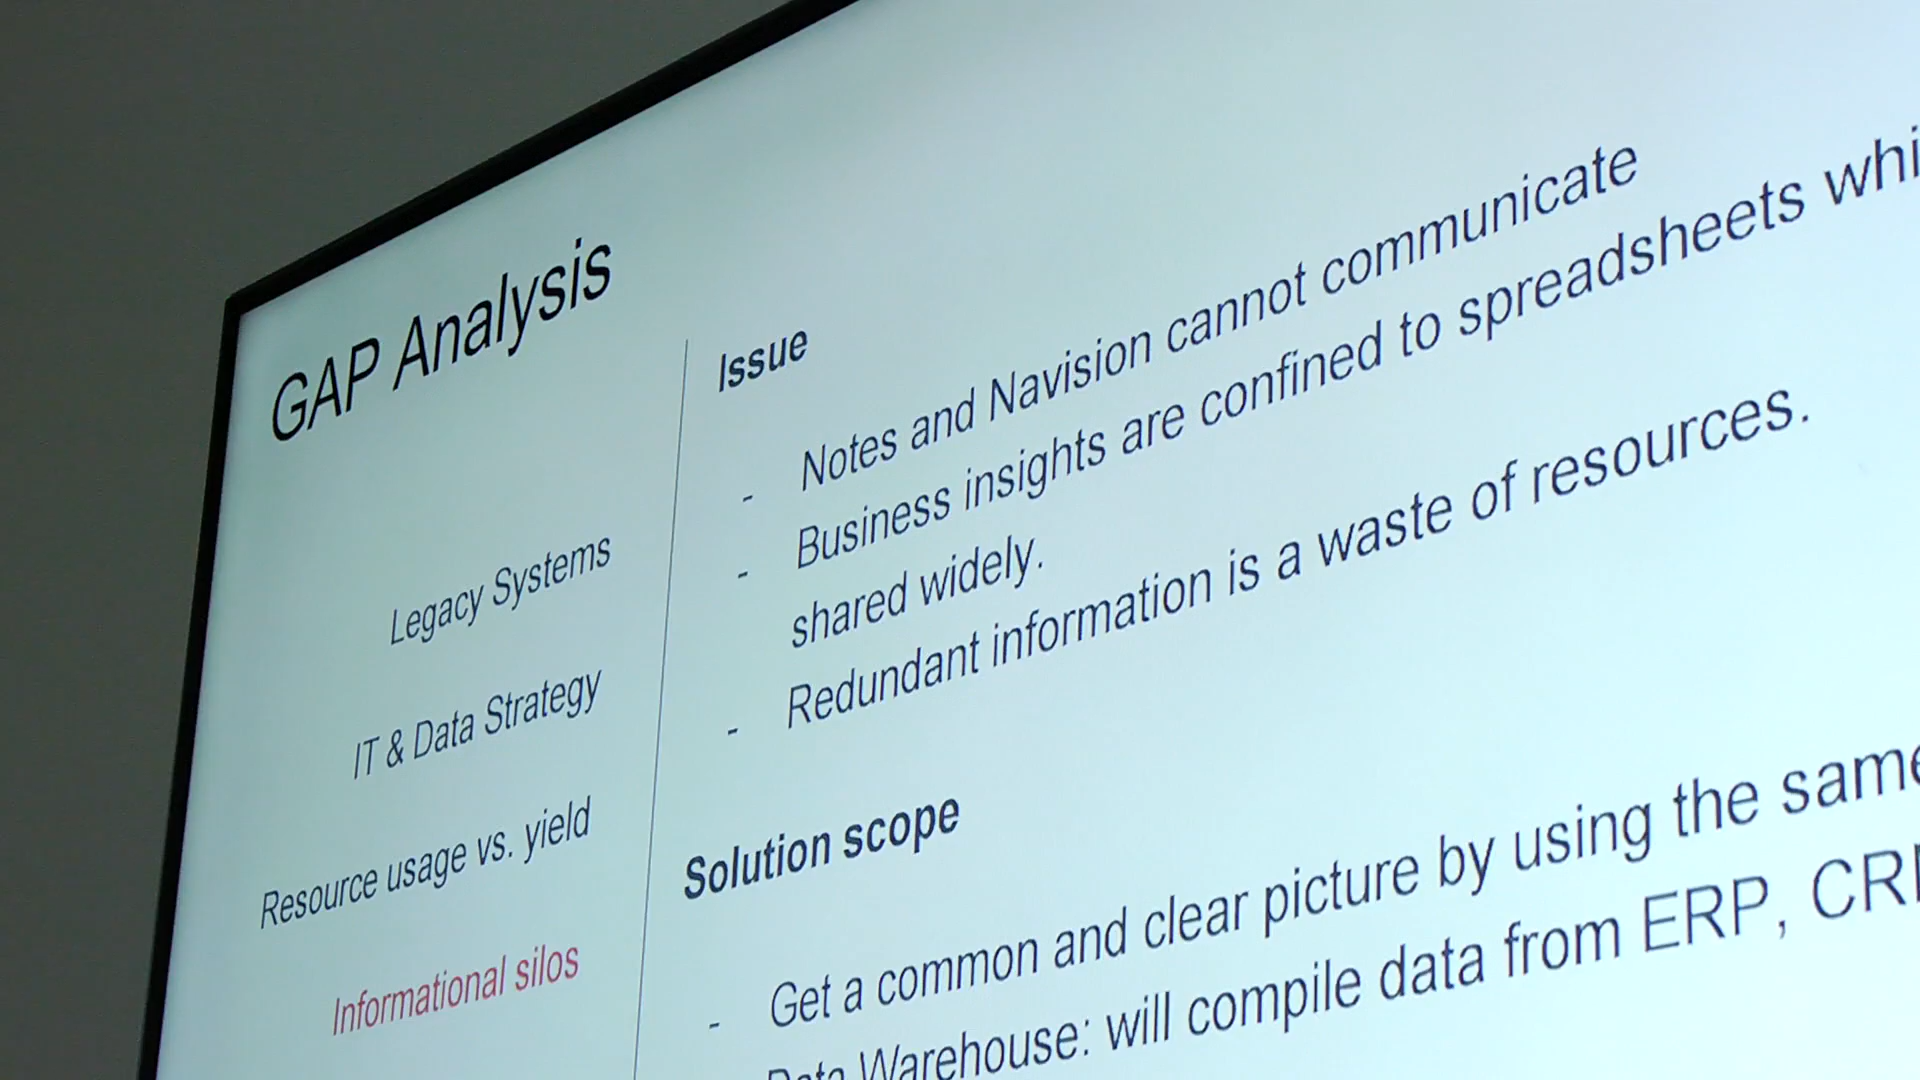 GAP Analysis
Legacy Systems
IT & Data Strategy
Resource usage vs. yield
Informational silos
Issue
- Notes and Navision cannot communicate
- Business insights are confined to spreadsheets
shared widely.
- Redundant information is a waste of resources.
Solution scope
- Get a common and clear picture by using the same
Data Warehouse: will compile data from ERP,